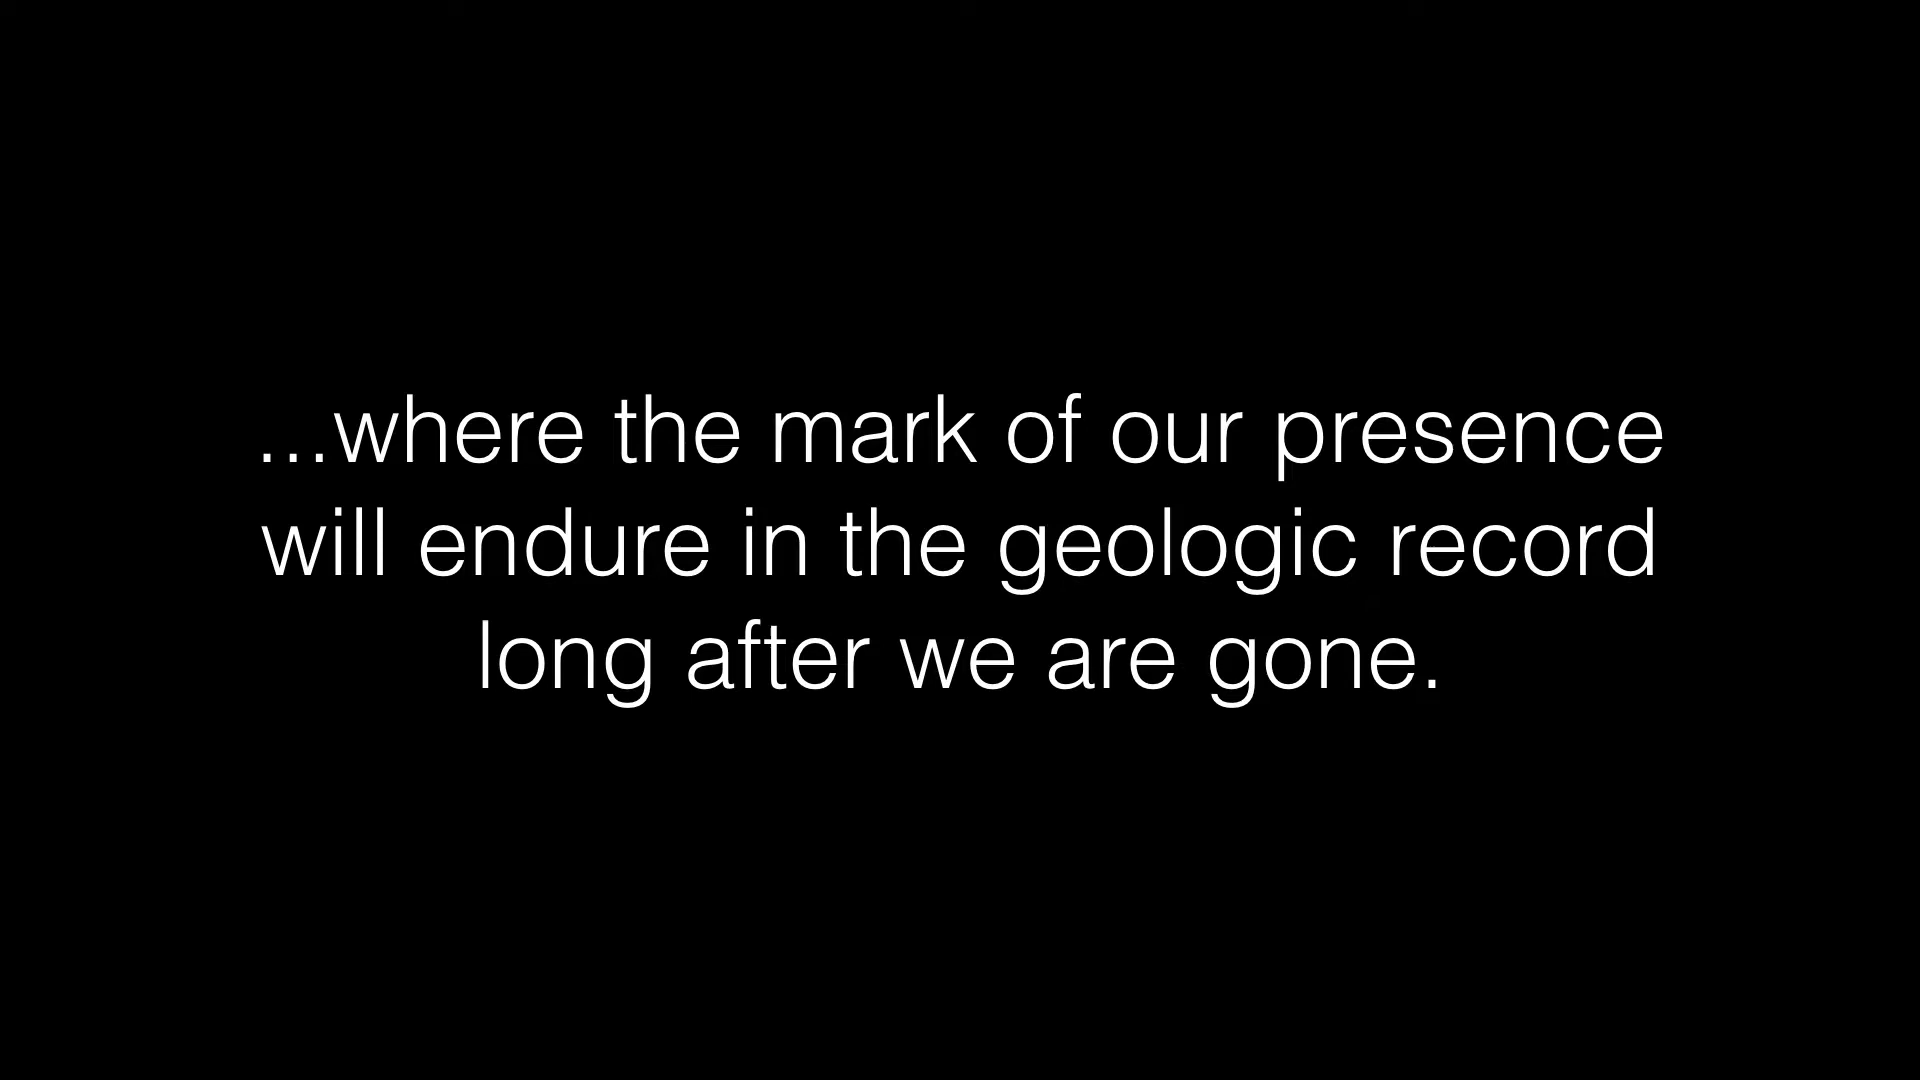 ...where the mark of our presence
will endure in the geologic record
long after we are gone.